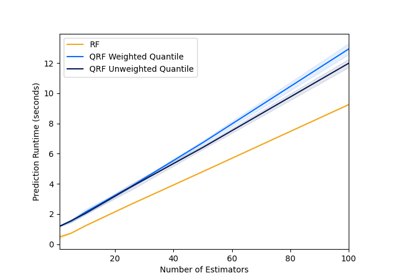 RF
QRF Weighted Quantile
QRF Unweighted Quantile
Prediction Runtime (seconds)
12
10
8
6
4
2
0
20 40 60 80 100
Number of Estimators